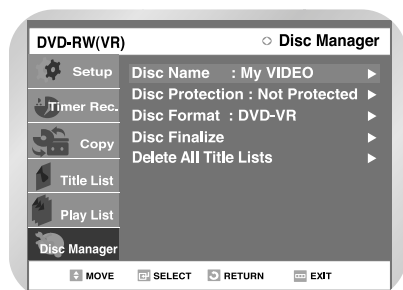 DVD-RW(VR)
Disc Manager
Setup
Disc Name : My VIDEO
Timer Rec.
Disc Protection : Not Protected
Disc Format : DVD-VR
Copy
Disc Finalize
Delete All Title Lists
Title List
Play List
Disc Manager
MOVE SELECT RETURN EXIT